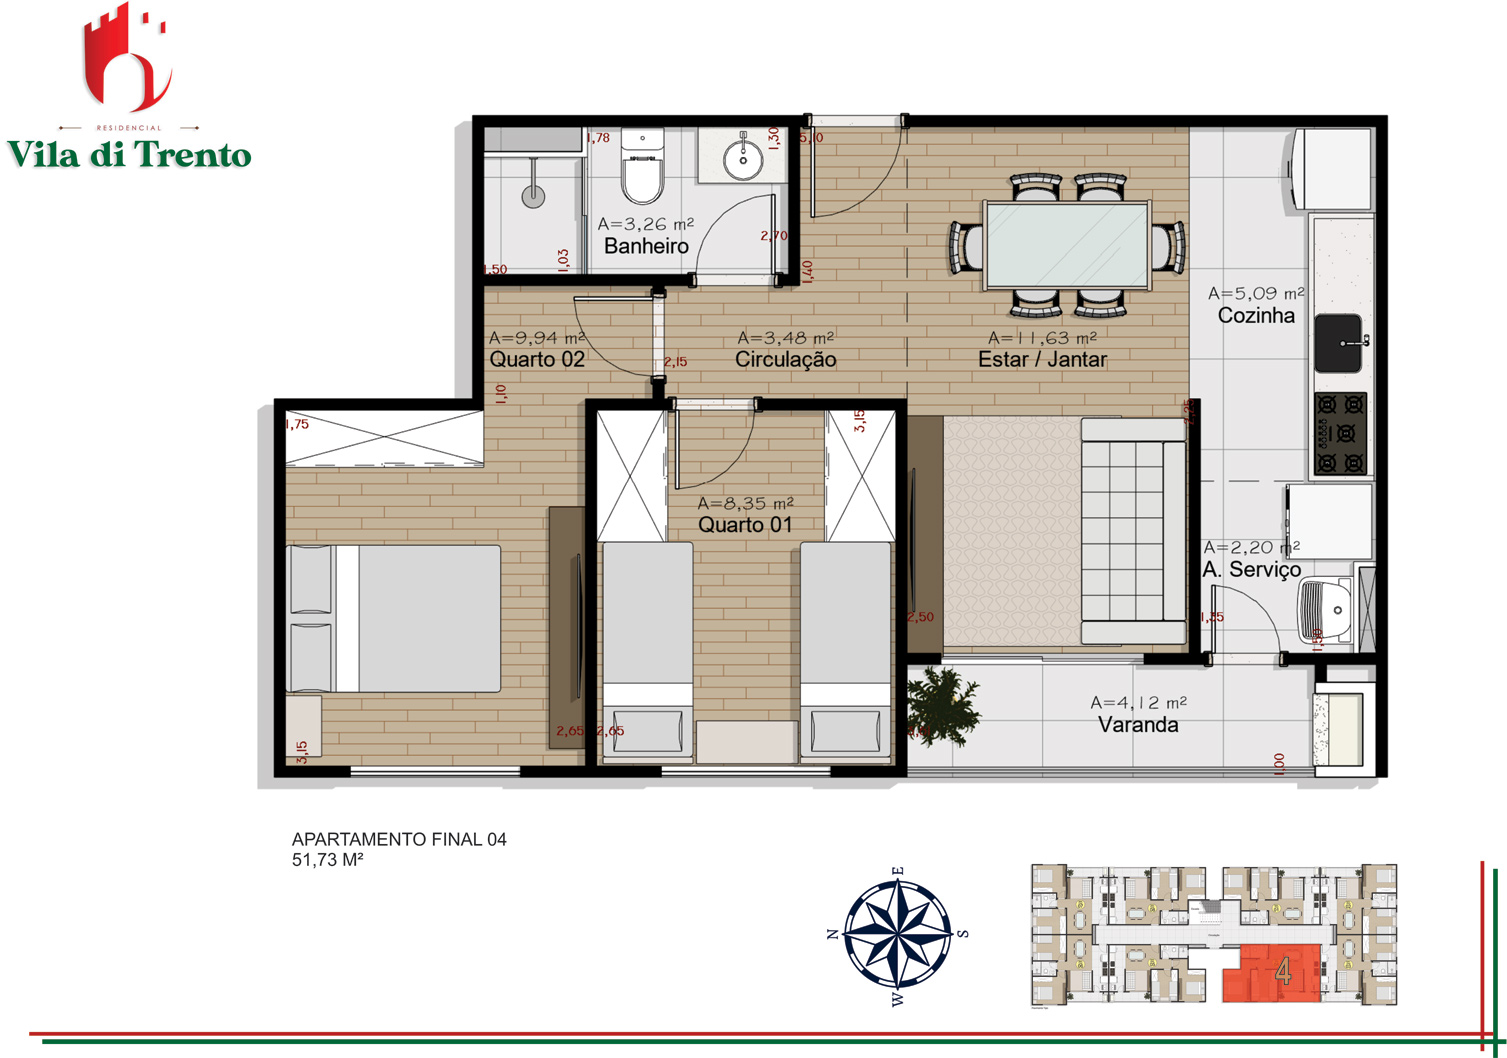 RESIDENCIAL
Vila di Trento
1,78
1,30
5,10
A=3,26 m²
Banheiro
2,70
1,50
1,03
1,40
A=5,09 m²
Cozinha
A=9,94 m²
Quarto 02
2,15
A=3,48 m²
Circulação
A=11,63 m²
Estar / Jantar
1,10
1,75
3,15
2,25
A=8,35 m²
Quarto 01
A=2,20 m²
A. Serviço
2,50
1,35
1,50
A=4,12 m²
Varanda
2,65
2,65
3,15
1,00
APARTAMENTO FINAL 04
51,73 M²
E
N
S
W
4